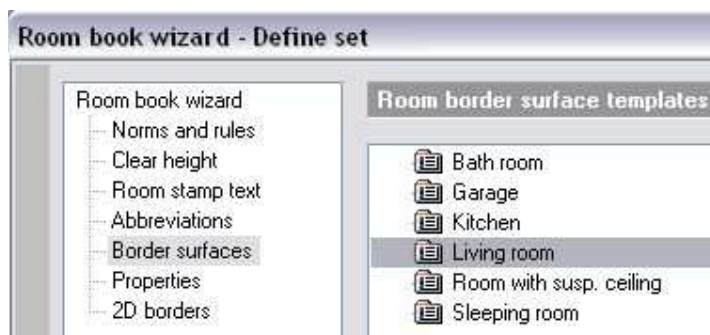 Room book wizard - Define set
Room book wizard
Norms and rules
Clear height
Room stamp text
Abbreviations
Border surfaces
Properties
2D borders
Room border surface templates
Bath room
Garage
Kitchen
Living room
Room with susp. ceiling
Sleeping room